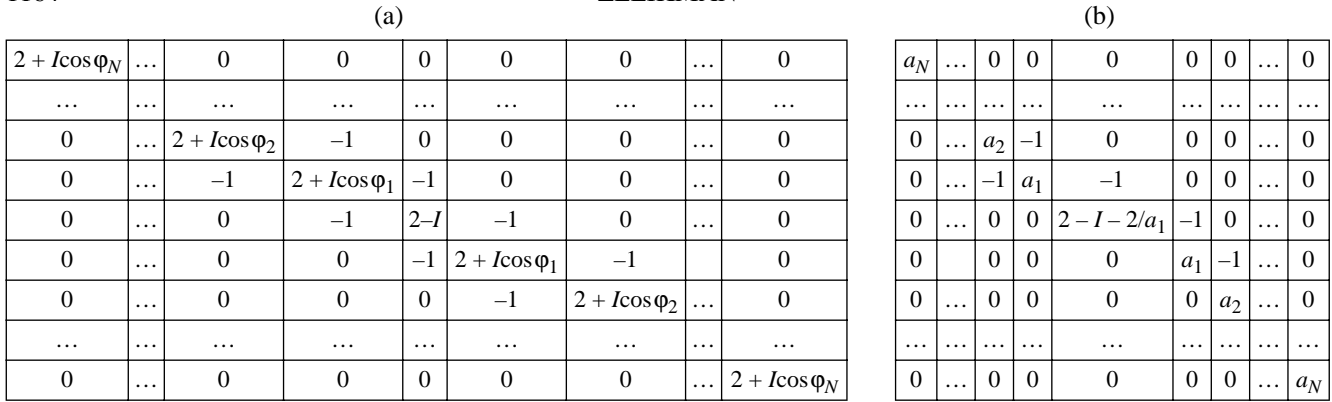 (a) (b)
2 + Icosφ_N … 0 0 0 0 0 … 0
… … … … … … … … …
0 … 2 + Icosφ_2 –1 0 0 0 … 0
0 … –1 2 + Icosφ_1 –1 0 0 … 0
0 … 0 –1 2–I –1 0 … 0
0 … 0 0 –1 2 + Icosφ_1 –1 0
0 … 0 0 0 –1 2 + Icosφ_2 … 0
… … … … … … … … …
0 … 0 0 0 0 0 … 2 + Icosφ_N
a_N … 0 0 0 0 0 … 0
… … … … … … … … …
0 … a_2 –1 0 0 0 … 0
0 … –1 a_1 –1 0 0 … 0
0 … 0 0 2 – I – 2/a_1 –1 0 … 0
0 0 0 0 a_1 –1 … 0
0 … 0 0 0 0 a_2 … 0
… … … … … … … … …
0 … 0 0 0 0 0 … a_N